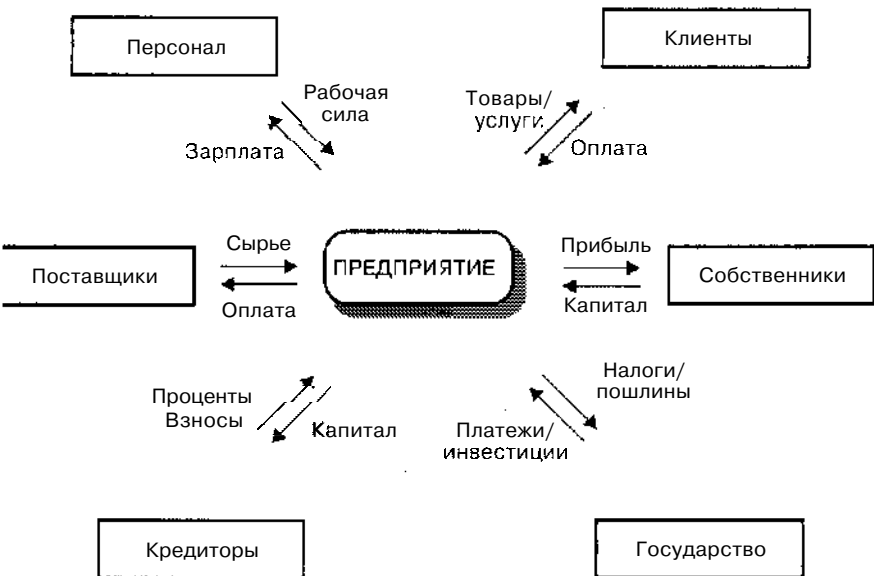 Персонал
Клиенты
Рабочая
сила
Зарплата
Товары/
услуги
Оплата
Поставщики
Сырье
Оплата
ПРЕДПРИЯТИЕ
Прибыль
Капитал
Собственники
Проценты
Взносы
Капитал
Налоги/
пошлины
Платежи/
инвестиции
Кредиторы
Государство